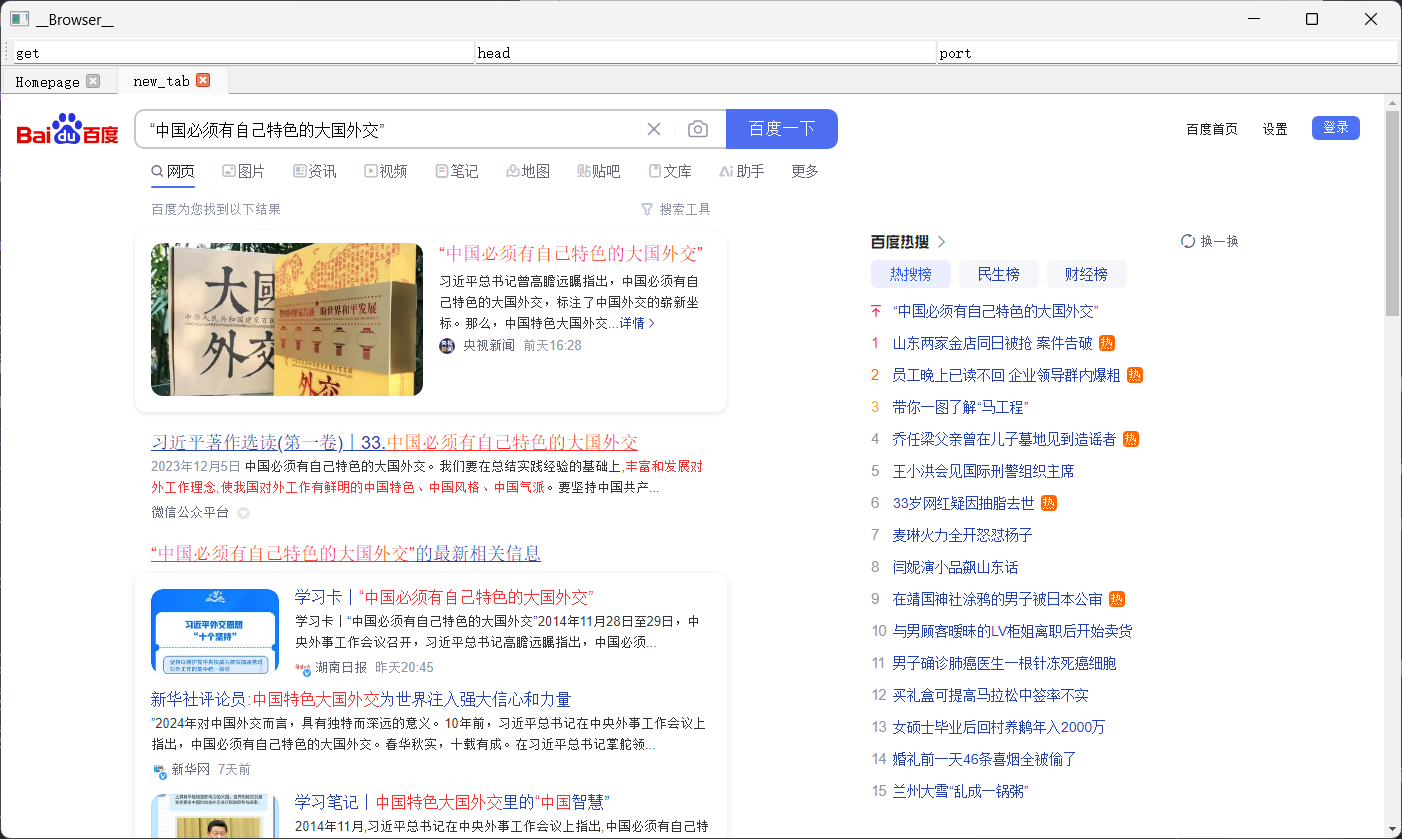 __Browser__
get head port
Homepage new_tab
Bai du 百度 “中国必须有自己特色的大国外交” 百度一下 百度首页 设置 登录
网页 图片 资讯 视频 笔记 地图 贴吧 文库 助手 更多
百度为您找到以下结果 搜索工具
大國
外交
外交
“中国必须有自己特色的大国外交”
习近平总书记曾高瞻远瞩指出，中国必须有自
己特色的大国外交，标注了中国外交的崭新坐
标。那么，中国特色大国外交...详情
央视新闻 前天16:28
习近平著作选读(第一卷)丨33.中国必须有自己特色的大国外交
2023年12月5日 中国必须有自己特色的大国外交。我们要在总结实践经验的基础上,丰富和发展对
外工作理念,使我国对外工作有鲜明的中国特色、中国风格、中国气派。要坚持中国共产...
微信公众平台
“中国必须有自己特色的大国外交”的最新相关信息
习近平外交思想
“十个坚持”
学习卡丨“中国必须有自己特色的大国外交”
学习卡丨“中国必须有自己特色的大国外交”2014年11月28日至29日，中
央外事工作会议召开，习近平总书记高瞻远瞩指出，中国必须...
湖南日报 昨天20:45
新华社评论员:中国特色大国外交为世界注入强大信心和力量
”2024年对中国外交而言，具有独特而深远的意义。10年前，习近平总书记在中央外事工作会议上
指出，中国必须有自己特色的大国外交。春华秋实，十载有成。在习近平总书记掌舵领...
新华网 7天前
学习笔记丨中国特色大国外交里的“中国智慧”
2014年11月,习近平总书记在中央外事工作会议上指出,中国必须有自己特
百度热搜 换一换
热搜榜 民生榜 财经榜
“中国必须有自己特色的大国外交”
1 山东两家金店同日被抢 案件告破 热
2 员工晚上已读不回 企业领导群内爆粗 热
3 带你一图了解“马工程”
4 乔任梁父亲曾在儿子墓地见到造谣者 热
5 王小洪会见国际刑警组织主席
6 33岁网红疑因抽脂去世 热
7 麦琳火力全开怒怼杨子
8 闫妮演小品飙山东话
9 在靖国神社涂鸦的男子被日本公审 热
10 与男顾客暧昧的LV柜姐离职后开始卖货
11 男子确诊肺癌医生一根针冻死癌细胞
12 买礼盒可提高马拉松中签率不实
13 女硕士毕业后回村养鹅年入2000万
14 婚礼前一天46条喜烟全被偷了
15 兰州大雪“乱成一锅粥”